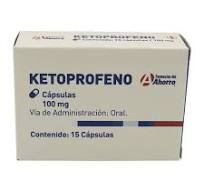 KETOPROFENO
Farmacias del
Ahorro
Cápsulas
100 mg
Vía de Administración: Oral.
Contenido: 15 Cápsulas